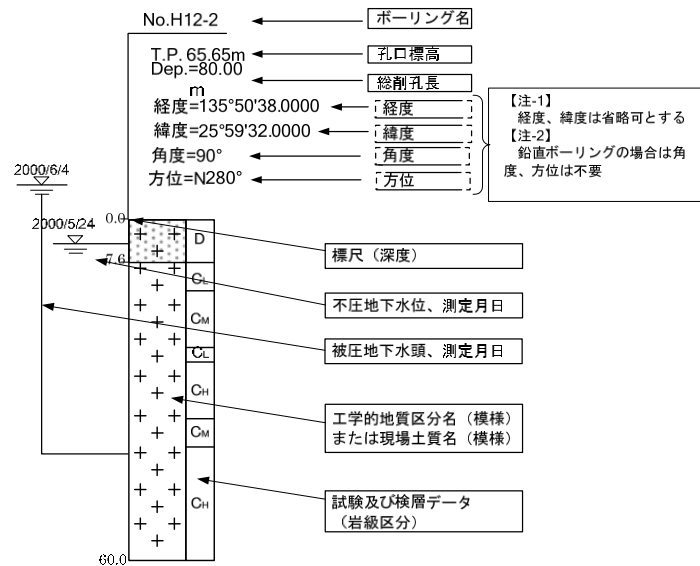 No.H12-2
ボーリング名
T.P. 65.65m
孔口標高
Dep.=80.00
m
総削孔長
経度=135°50'38.0000
経度
緯度=25°59'32.0000
緯度
角度=90°
角度
方位=N280°
方位
【注-1】
経度、緯度は省略可とする
【注-2】
鉛直ボーリングの場合は角
度、方位は不要
2000/6/4
2000/5/24
0.0
7.6
60.0
D
CL
CM
CL
CH
CM
CH
標尺（深度）
不圧地下水位、測定月日
被圧地下水頭、測定月日
工学的地質区分名（模様）
または現場土質名（模様）
試験及び検層データ
（岩級区分）